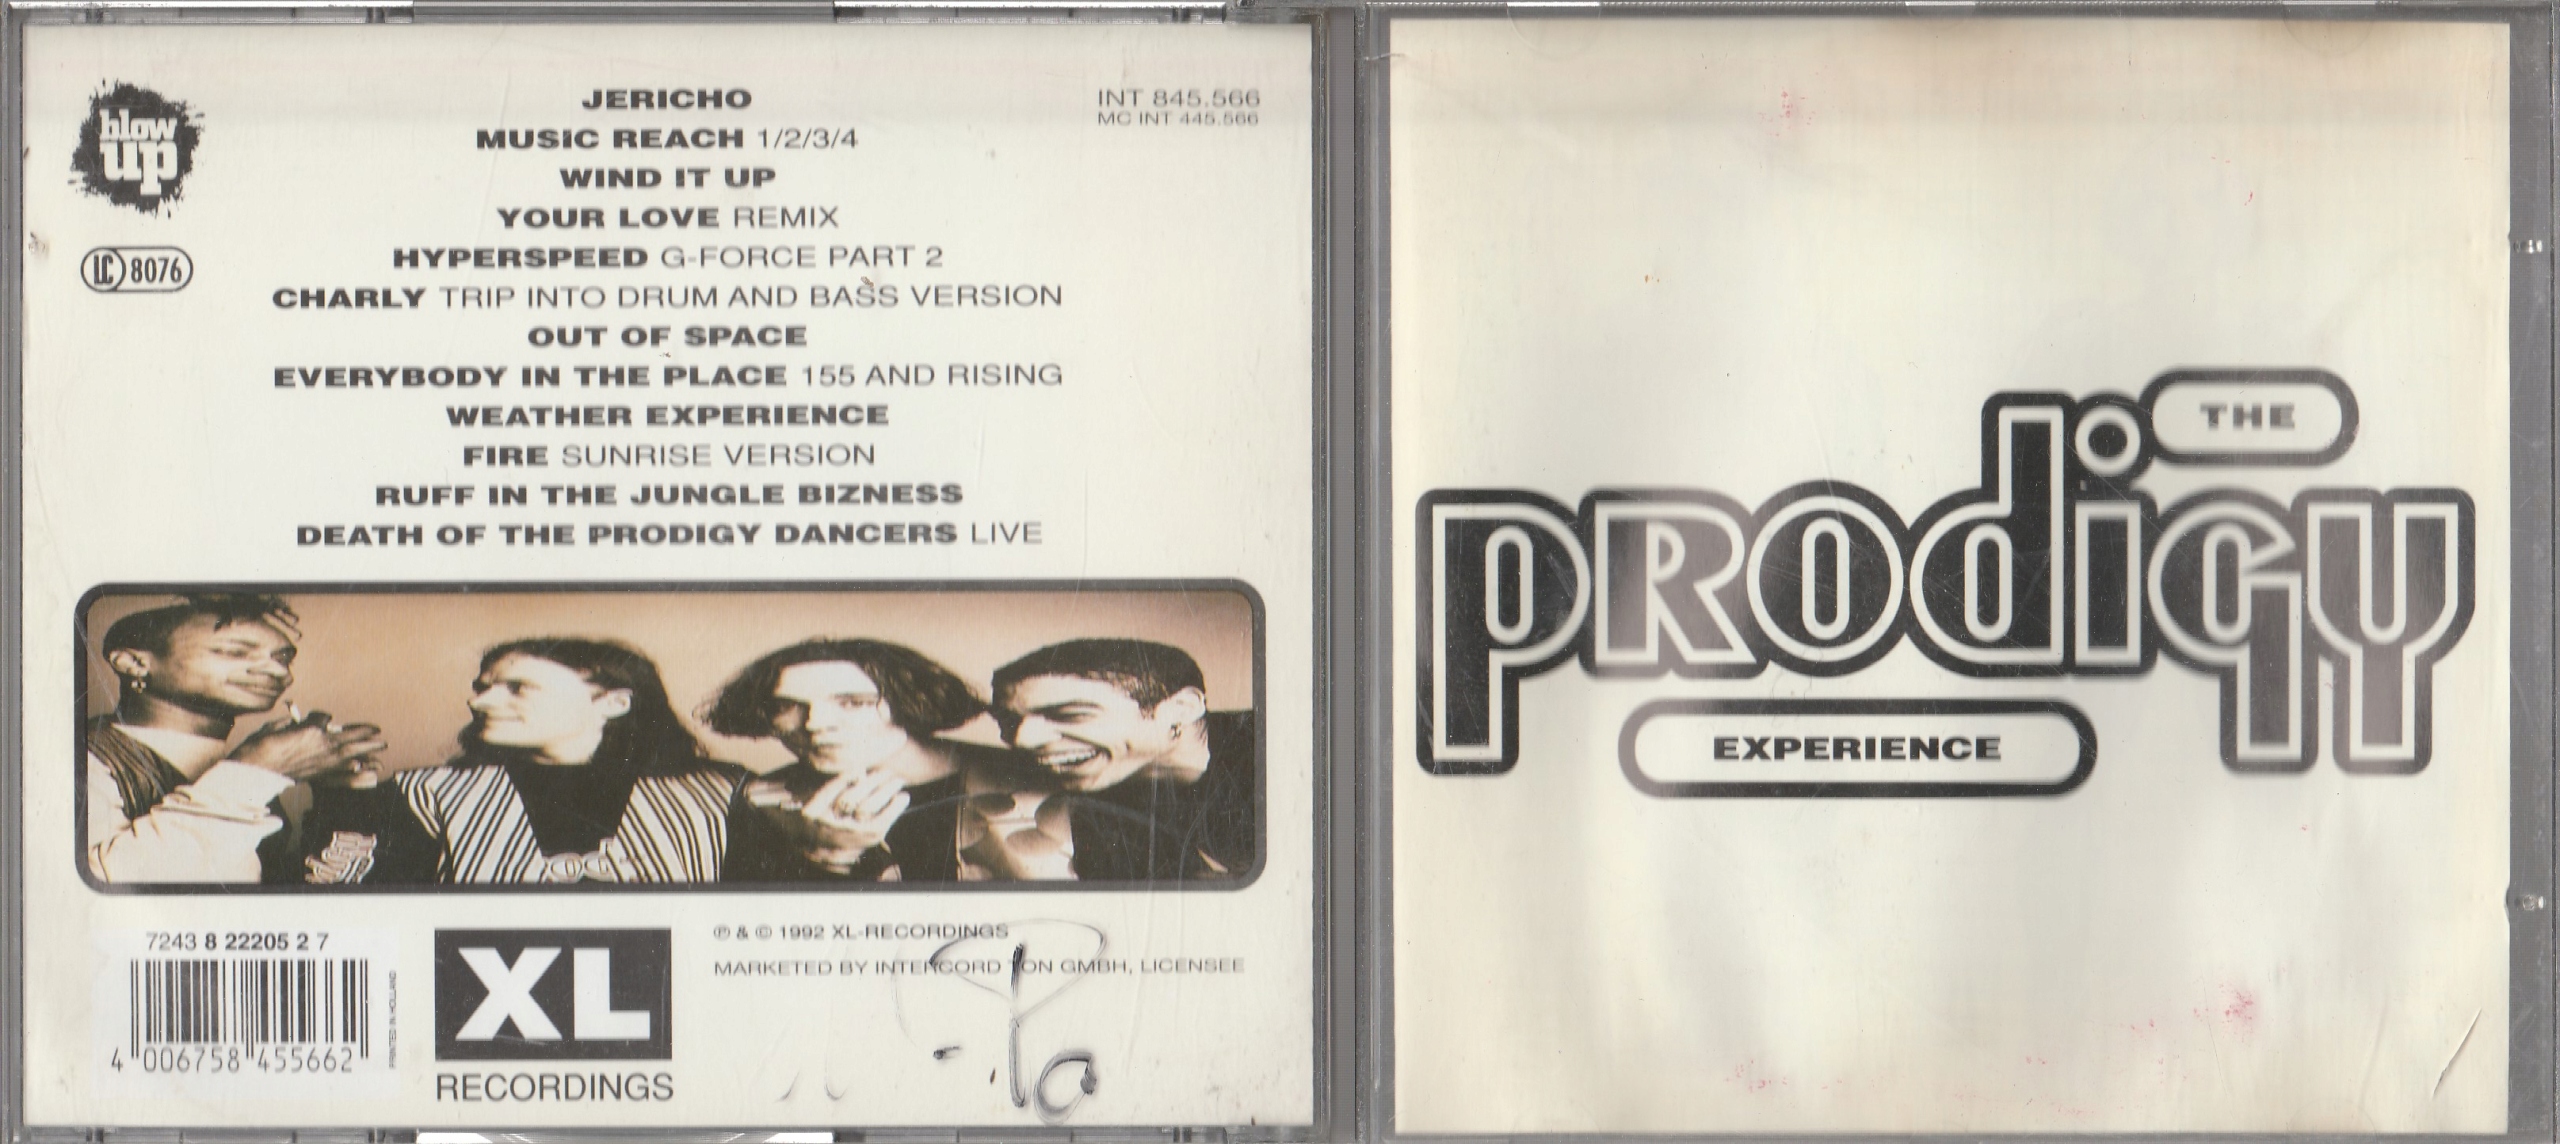 blow
up
LC 8076
JERICHO
MUSIC REACH 1/2/3/4
WIND IT UP
YOUR LOVE REMIX
HYPERSPEED G-FORCE PART 2
CHARLY TRIP INTO DRUM AND BASS VERSION
OUT OF SPACE
EVERYBODY IN THE PLACE 155 AND RISING
WEATHER EXPERIENCE
FIRE SUNRISE VERSION
RUFF IN THE JUNGLE BIZNESS
DEATH OF THE PRODIGY DANCERS LIVE
INT 845.566
MC INT 445.566
7243 8 22205 2 7
4 006758 455662
PRINTED IN HOLLAND
XL
RECORDINGS
℗ & © 1992 XL-RECORDINGS
MARKETED BY INTERCORD TON GMBH, LICENSEE
THE
PRODIGY
EXPERIENCE